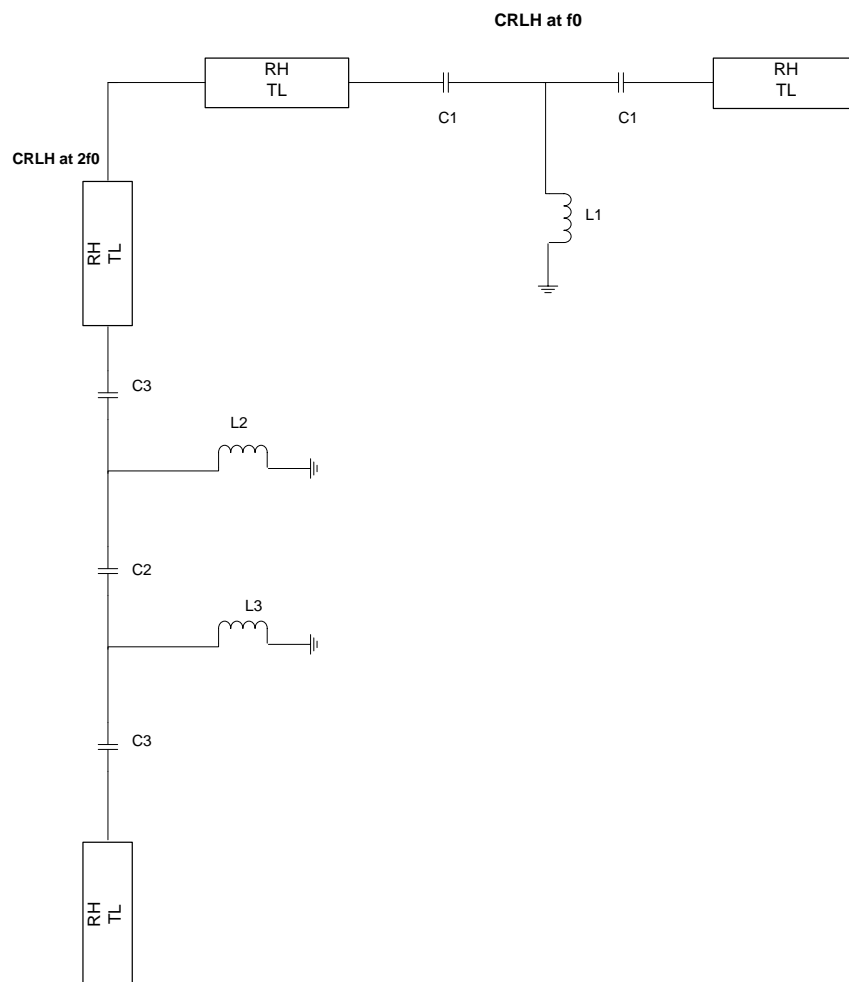 CRLH at f0
RH
TL
RH
TL
C1
C1
CRLH at 2f0
L1
RH
TL
C3
L2
C2
L3
C3
RH
TL